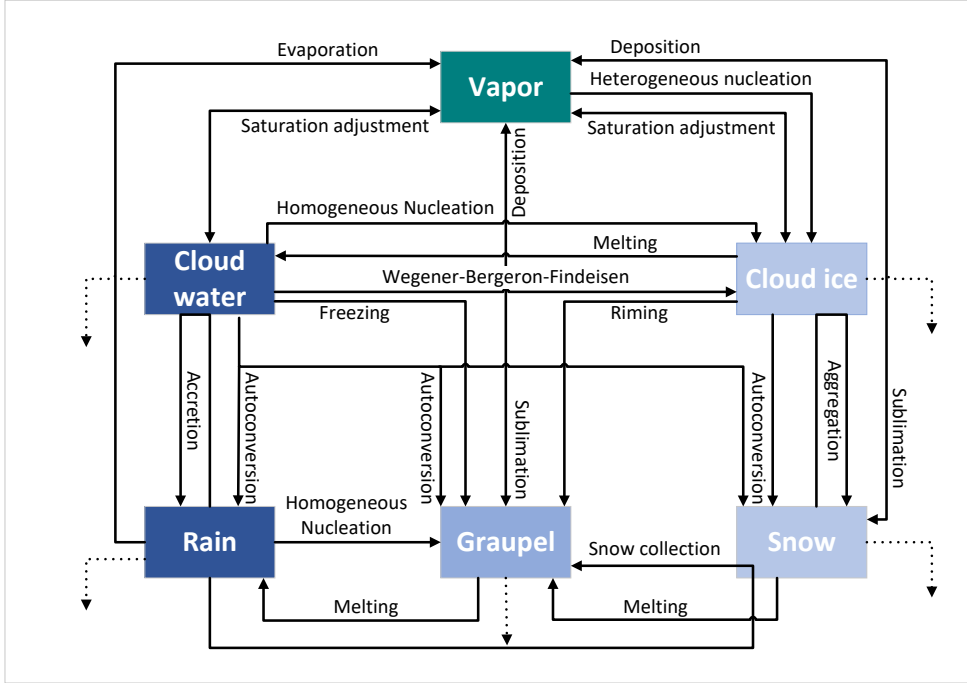 Evaporation
Deposition
Vapor
Heterogeneous nucleation
Saturation adjustment
Saturation adjustment
Deposition
Homogeneous Nucleation
Melting
Cloud
water
Wegener-Bergeron-Findeisen
Cloud ice
Freezing
Riming
Accretion
Autoconversion
Autoconversion
Sublimation
Autoconversion
Aggregation
Sublimation
Homogeneous
Nucleation
Rain
Graupel
Snow collection
Snow
Melting
Melting